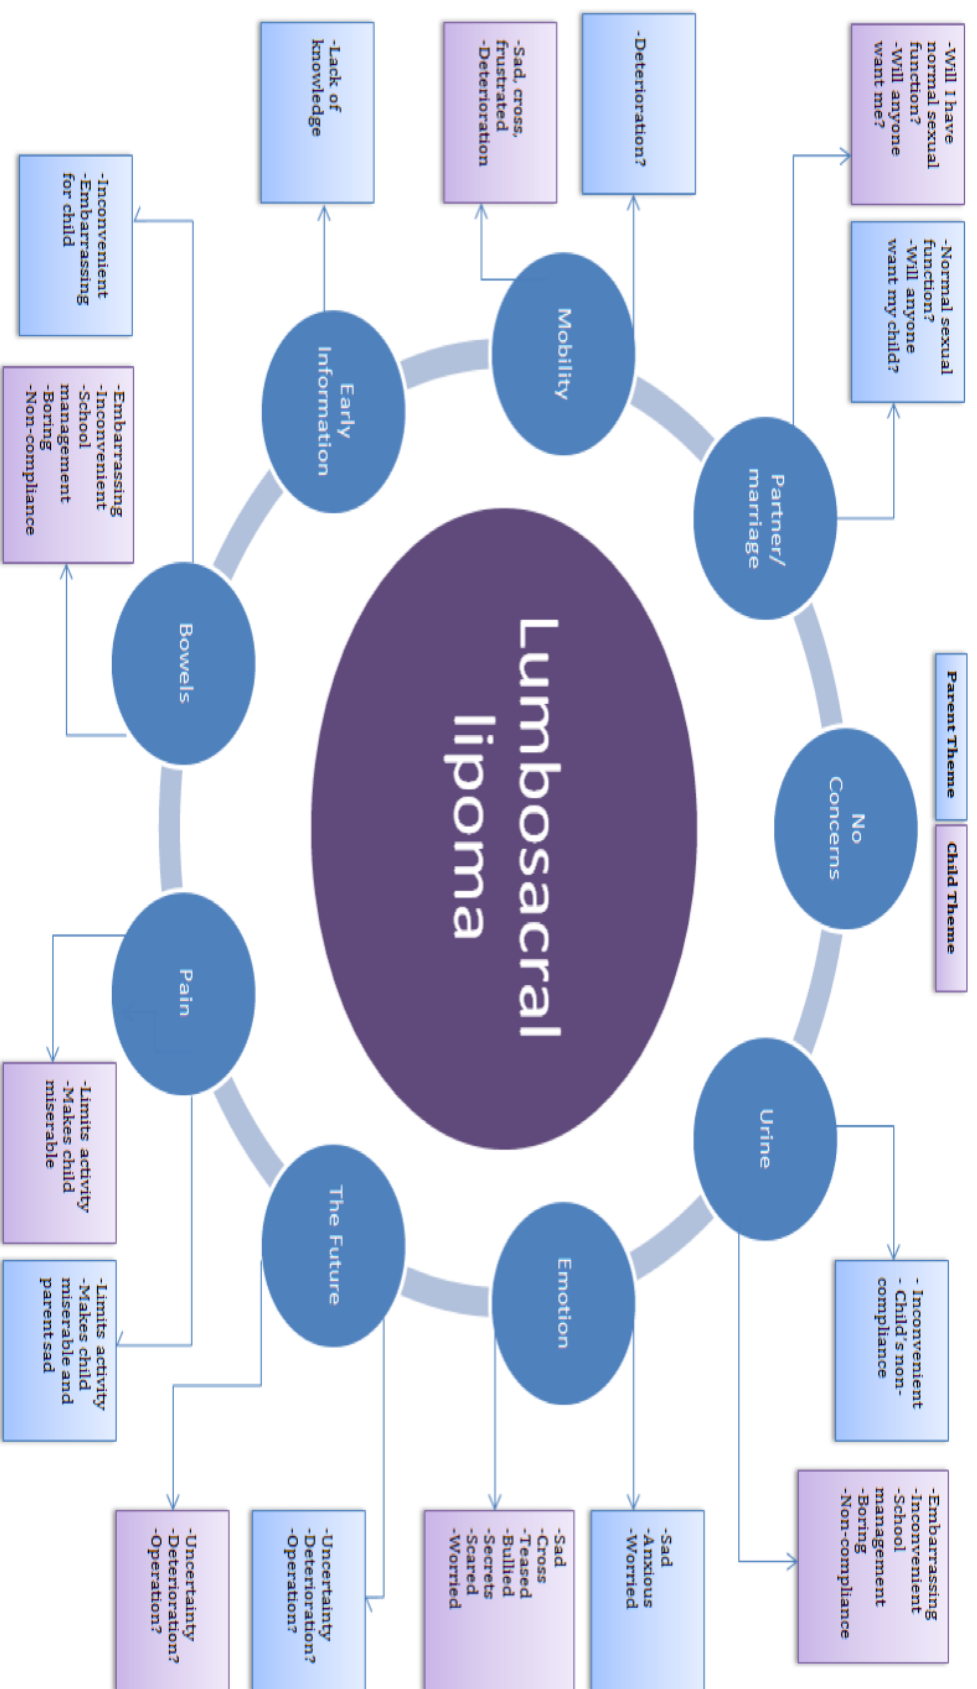 Parent Theme
Child Theme
Lumbosacral
lipoma
No
Concerns
Urine
- Inconvenient
- Child's non-
compliance
-Embarrassing
-Inconvenient
-School
management
-Boring
-Non-compliance
Emotion
-Sad
-Anxious
-Worried
-Sad
-Cross
-Teased
-Bullied
-Secrets
-Scared
-Worried
The Future
-Uncertainty
-Deterioration?
-Operation?
-Uncertainty
-Deterioration?
-Operation?
Pain
-Limits activity
-Makes child
miserable and
parent sad
-Limits activity
-Makes child
miserable
Bowels
-Embarrassing
-Inconvenient
-School
management
-Boring
-Non-compliance
-Inconvenient
-Embarrassing
for child
Early
Information
-Lack of
knowledge
Mobility
-Sad, cross,
frustrated
-Deterioration
-Deterioration?
Partner/
marriage
-Will I have
normal sexual
function?
-Will anyone
want me?
-Normal sexual
function?
-Will anyone
want my child?